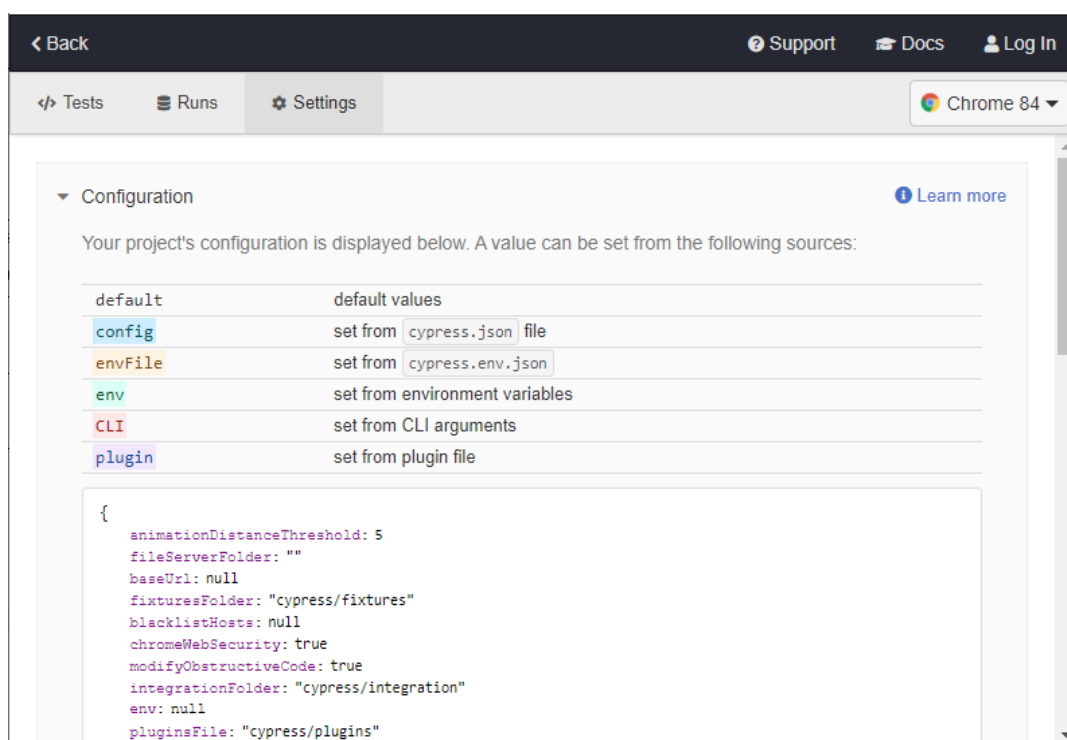 Back Support Docs Log In
</> Tests Runs Settings Chrome 84
Configuration Learn more
Your project's configuration is displayed below. A value can be set from the following sources:
default default values
config set from cypress.json file
envFile set from cypress.env.json
env set from environment variables
CLI set from CLI arguments
plugin set from plugin file
{
animationDistanceThreshold: 5
fileServerFolder: ""
baseUrl: null
fixturesFolder: "cypress/fixtures"
blacklistHosts: null
chromeWebSecurity: true
modifyObstructiveCode: true
integrationFolder: "cypress/integration"
env: null
pluginsFile: "cypress/plugins"